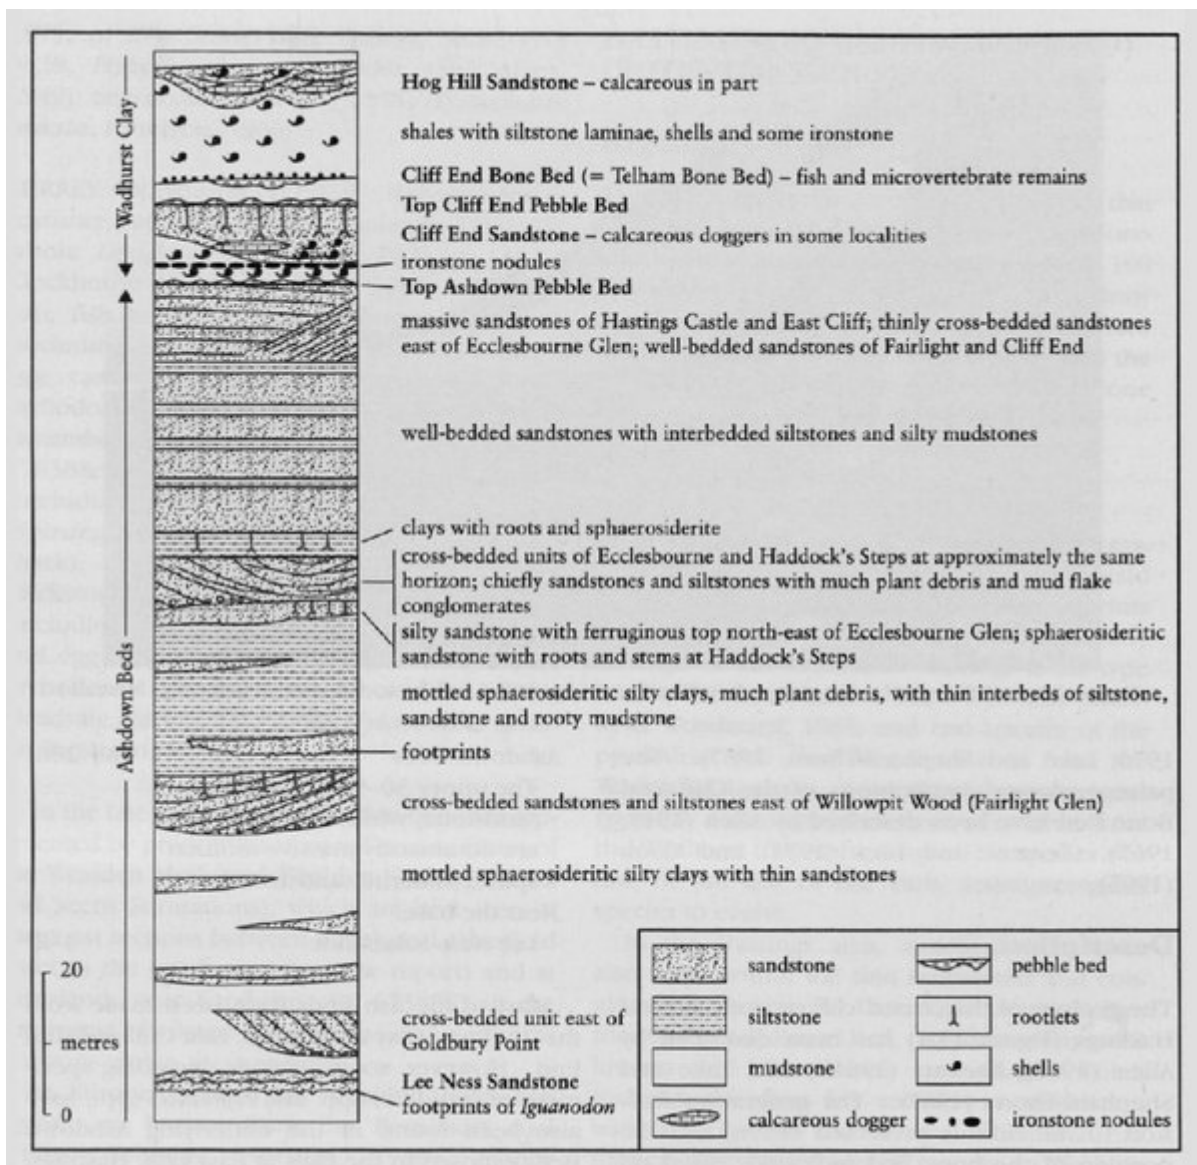 Hog Hill Sandstone – calcareous in part
shales with siltstone laminae, shells and some ironstone
Cliff End Bone Bed (= Telham Bone Bed) – fish and microvertebrate remains
Top Cliff End Pebble Bed
Cliff End Sandstone – calcareous doggers in some localities
ironstone nodules
Top Ashdown Pebble Bed
massive sandstones of Hastings Castle and East Cliff; thinly cross-bedded sandstones
east of Ecclesbourne Glen; well-bedded sandstones of Fairlight and Cliff End
well-bedded sandstones with interbedded siltstones and silty mudstones
clays with roots and sphaerosiderite
cross-bedded units of Ecclesbourne and Haddock's Steps at approximately the same
horizon; chiefly sandstones and siltstones with much plant debris and mud flake
conglomerates
silty sandstone with ferruginous top north-east of Ecclesbourne Glen; sphaerosideritic
sandstone with roots and stems at Haddock's Steps
mottled sphaerosideritic silty clays, much plant debris, with thin interbeds of siltstone,
sandstone and rooty mudstone
footprints
cross-bedded sandstones and siltstones east of Willowpit Wood (Fairlight Glen)
mottled sphaerosideritic silty clays with thin sandstones
cross-bedded unit east of
Goldbury Point
Lee Ness Sandstone
footprints of Iguanodon
Wadhurst Clay
Ashdown Beds
20
metres
0
sandstone
pebble bed
siltstone
rootlets
mudstone
shells
calcareous dogger
ironstone nodules